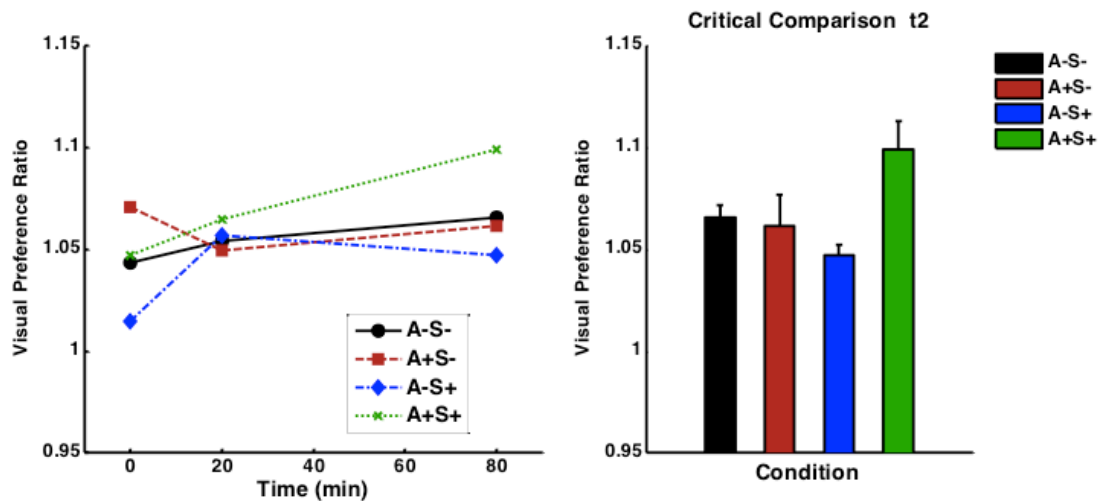 Visual Preference Ratio
1.15
1.1
1.05
1
0.95
0
20
40
60
80
Time (min)
A-S-
A+S-
A-S+
A+S+
Critical Comparison t2
Visual Preference Ratio
1.15
1.1
1.05
1
0.95
Condition
A-S-
A+S-
A-S+
A+S+